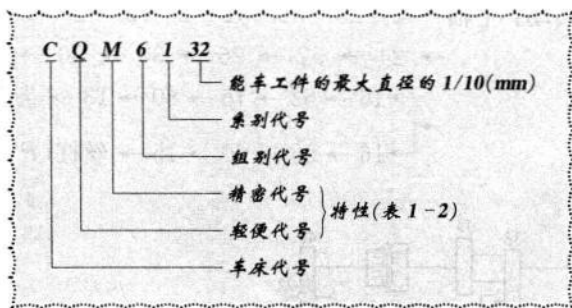 C Q M 6 1 32
能车工件的最大直径的 1/10(mm)
系别代号
组别代号
精密代号
轻便代号
特性(表 1-2)
车床代号